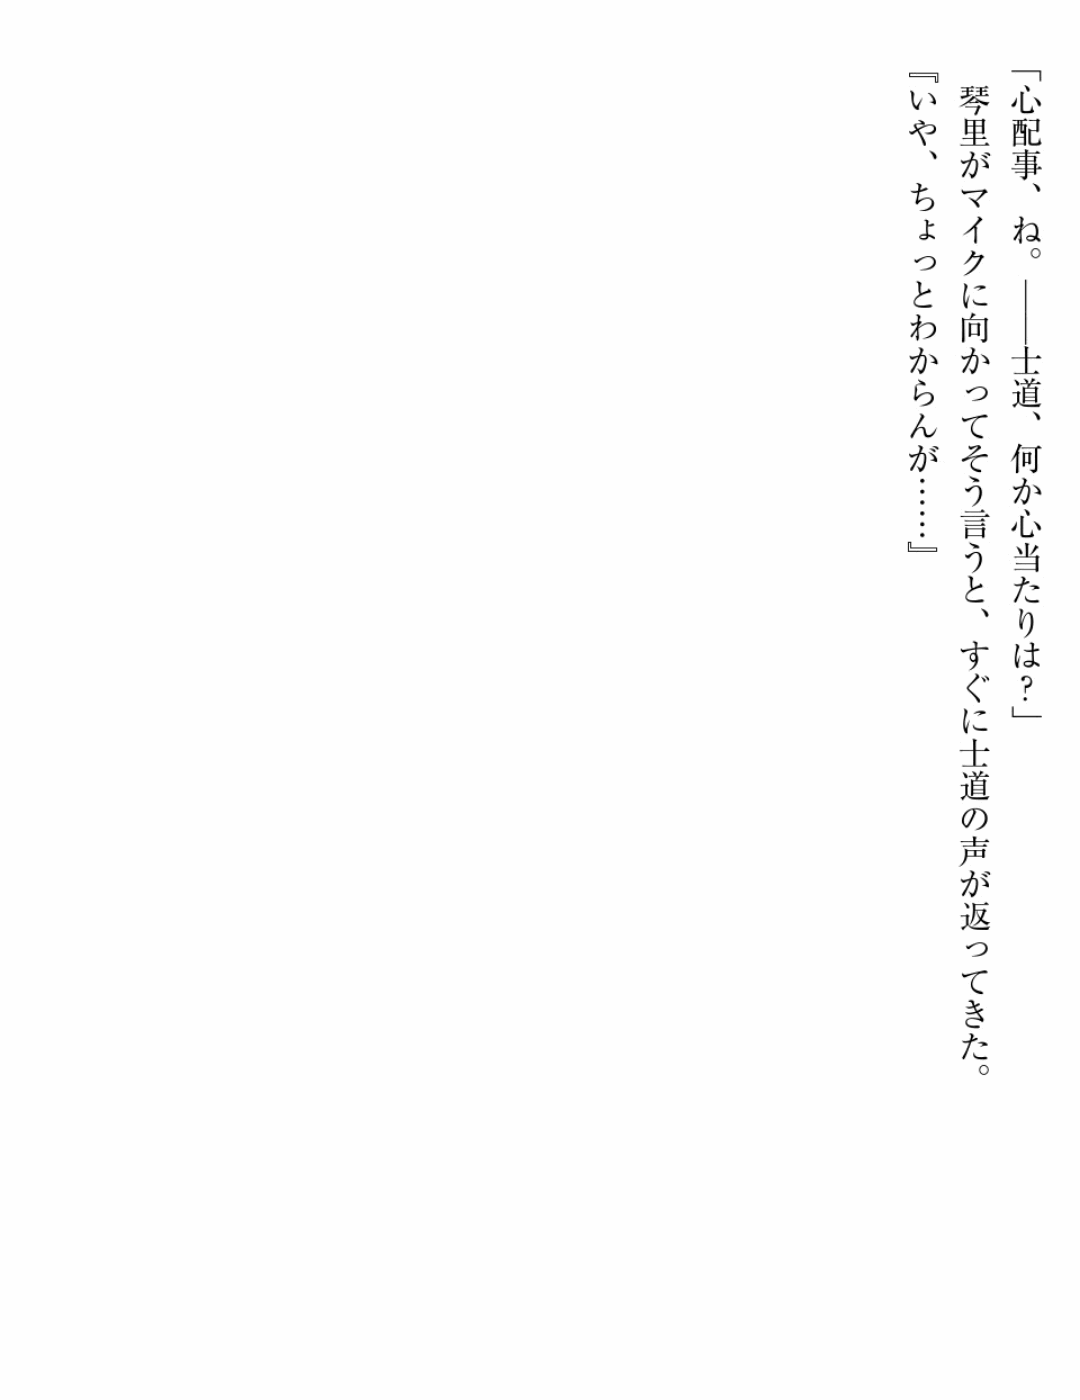 「心配事、ね。――士道、何か心当たりは?」
　琴里がマイクに向かってそう言うと、すぐに士道の声が返ってきた。
『いや、ちょっとわからんが……』